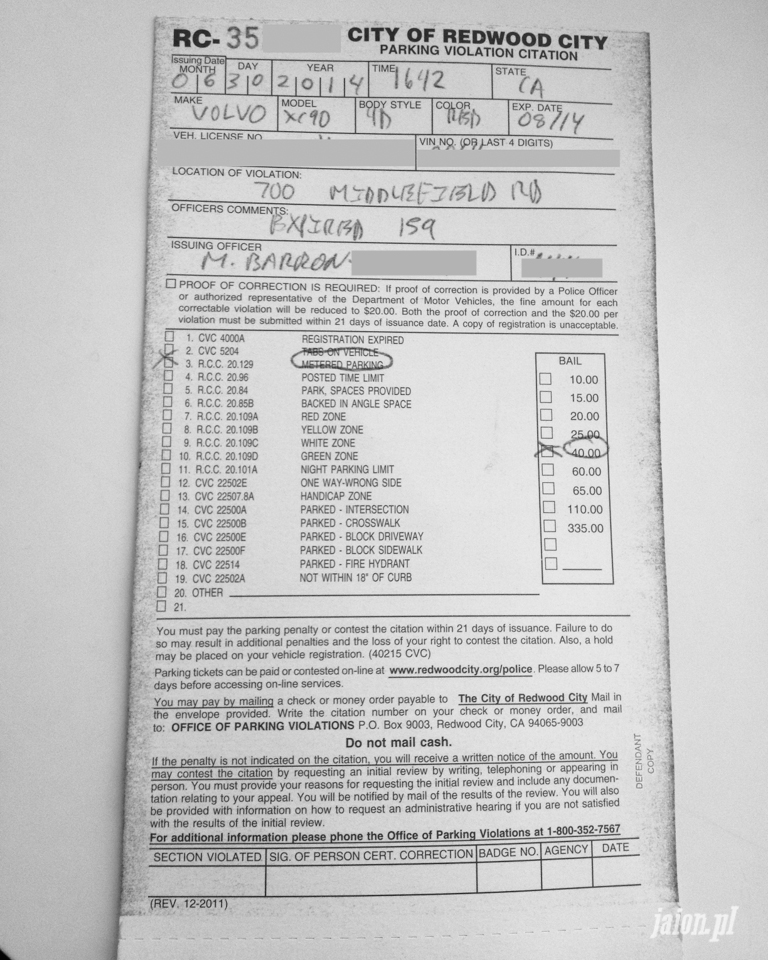 RC- 35 CITY OF REDWOOD CITY
PARKING VIOLATION CITATION
Issuing Date
MONTH DAY YEAR TIME STATE
06 30 2014 1642 CA
MAKE MODEL BODY STYLE COLOR EXP. DATE
VOLVO XC90 4D RED 08/14
VEH. LICENSE NO. VIN NO. (OR LAST 4 DIGITS)
LOCATION OF VIOLATION:
700 MIDDLEFIELD RD
OFFICERS COMMENTS:
EXPIRED 159
ISSUING OFFICER I.D.#
M. BARRON
PROOF OF CORRECTION IS REQUIRED: If proof of correction is provided by a Police Officer
or authorized representative of the Department of Motor Vehicles, the fine amount for each
correctable violation will be reduced to $20.00. Both the proof of correction and the $20.00 per
violation must be submitted within 21 days of issuance date. A copy of registration is unacceptable.
1. CVC 4000A REGISTRATION EXPIRED
2. CVC 5204 TABS ON VEHICLE
3. R.C.C. 20.129 METERED PARKING
4. R.C.C. 20.96 POSTED TIME LIMIT
5. R.C.C. 20.84 PARK, SPACES PROVIDED
6. R.C.C. 20.85B BACKED IN ANGLE SPACE
7. R.C.C. 20.109A RED ZONE
8. R.C.C. 20.109B YELLOW ZONE
9. R.C.C. 20.109C WHITE ZONE
10. R.C.C. 20.109D GREEN ZONE
11. R.C.C. 20.101A NIGHT PARKING LIMIT
12. CVC 22502E ONE WAY-WRONG SIDE
13. CVC 22507.8A HANDICAP ZONE
14. CVC 22500A PARKED - INTERSECTION
15. CVC 22500B PARKED - CROSSWALK
16. CVC 22500E PARKED - BLOCK DRIVEWAY
17. CVC 22500F PARKED - BLOCK SIDEWALK
18. CVC 22514 PARKED - FIRE HYDRANT
19. CVC 22502A NOT WITHIN 18" OF CURB
20. OTHER
21.
BAIL
10.00
15.00
20.00
25.00
40.00
60.00
65.00
110.00
335.00
You must pay the parking penalty or contest the citation within 21 days of issuance. Failure to do
so may result in additional penalties and the loss of right to contest the citation. Also, a hold
may be placed on your vehicle registration. (40215 CVC)
Parking tickets can be paid or contested on-line at www.redwoodcity.org/police. Please allow 5 to 7
days before accessing on-line services.
You may pay by mailing a check or money order payable to The City of Redwood City Mail in
the envelope provided. Write the citation number on your check or money order, and mail
to: OFFICE OF PARKING VIOLATIONS P.O. Box 9003, Redwood City, CA 94065-9003
Do not mail cash.
If the penalty is not indicated on the citation, you will receive a written notice of the amount. You
may contest the citation by requesting an initial review by writing, telephoning or appearing in
person. You must provide your reasons for requesting the initial review and include any documen-
tation relating to your appeal. You will be notified by mail of the results of the review. You will also
be provided with information on how to request an administrative hearing if you are not satisfied
with the results of the initial review.
For additional information please phone the Office of Parking Violations at 1-800-352-7567
DEFENDANT
COPY
SECTION VIOLATED SIG. OF PERSON CERT. CORRECTION BADGE NO. AGENCY DATE
(REV. 12-2011)
jaion.pl